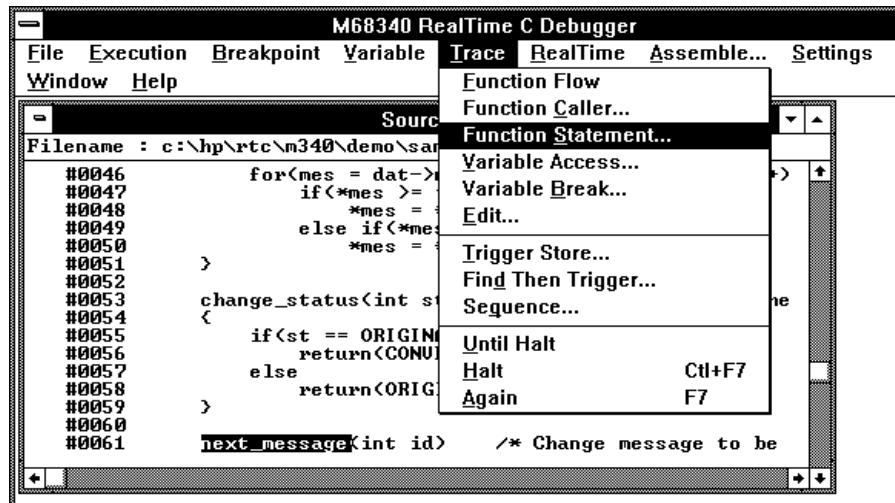 M68340 RealTime C Debugger
File Execution Breakpoint Variable Trace RealTime Assemble... Settings
Window Help
Function Flow
Function Caller...
Function Statement...
Variable Access...
Variable Break...
Edit...
Trigger Store...
Find Then Trigger...
Sequence...
Until Halt
Halt Ctl+F7
Again F7
Sourc
Filename : c:\hp\rtc\m340\demo\sa
#0046 for(mes = dat-> +)
#0047 if(*mes >=
#0048 *mes =
#0049 else if(*mes
#0050 *mes =
#0051 }
#0052
#0053 change_status(int st ne
#0054 {
#0055 if(st == ORIGIN
#0056 return(CONV
#0057 else
#0058 return(ORIG
#0059 }
#0060
#0061 next_message(int id) /* Change message to be